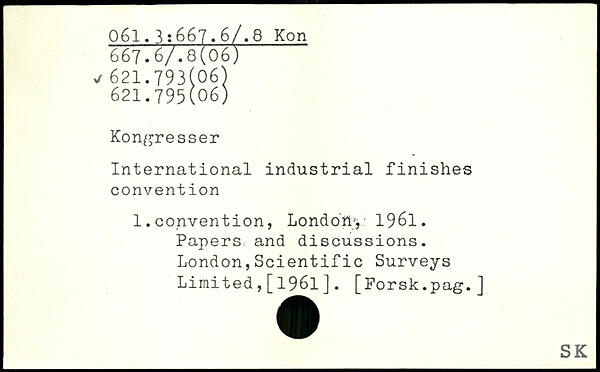 061.3:667.6/.8 Kon
667.6/.8(06)
✓ 621.793(06)
621.795(06)
Kongresser
International industrial finishes
convention
1.convention, London, 1961.
Papers and discussions.
London,Scientific Surveys
Limited,[1961]. [Forsk.pag.]
SK